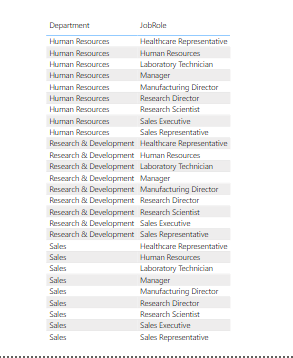 Department JobRole
Human Resources Healthcare Representative
Human Resources Human Resources
Human Resources Laboratory Technician
Human Resources Manager
Human Resources Manufacturing Director
Human Resources Research Director
Human Resources Research Scientist
Human Resources Sales Executive
Human Resources Sales Representative
Research & Development Healthcare Representative
Research & Development Human Resources
Research & Development Laboratory Technician
Research & Development Manager
Research & Development Manufacturing Director
Research & Development Research Director
Research & Development Research Scientist
Research & Development Sales Executive
Research & Development Sales Representative
Sales Healthcare Representative
Sales Human Resources
Sales Laboratory Technician
Sales Manager
Sales Manufacturing Director
Sales Research Director
Sales Research Scientist
Sales Sales Executive
Sales Sales Representative